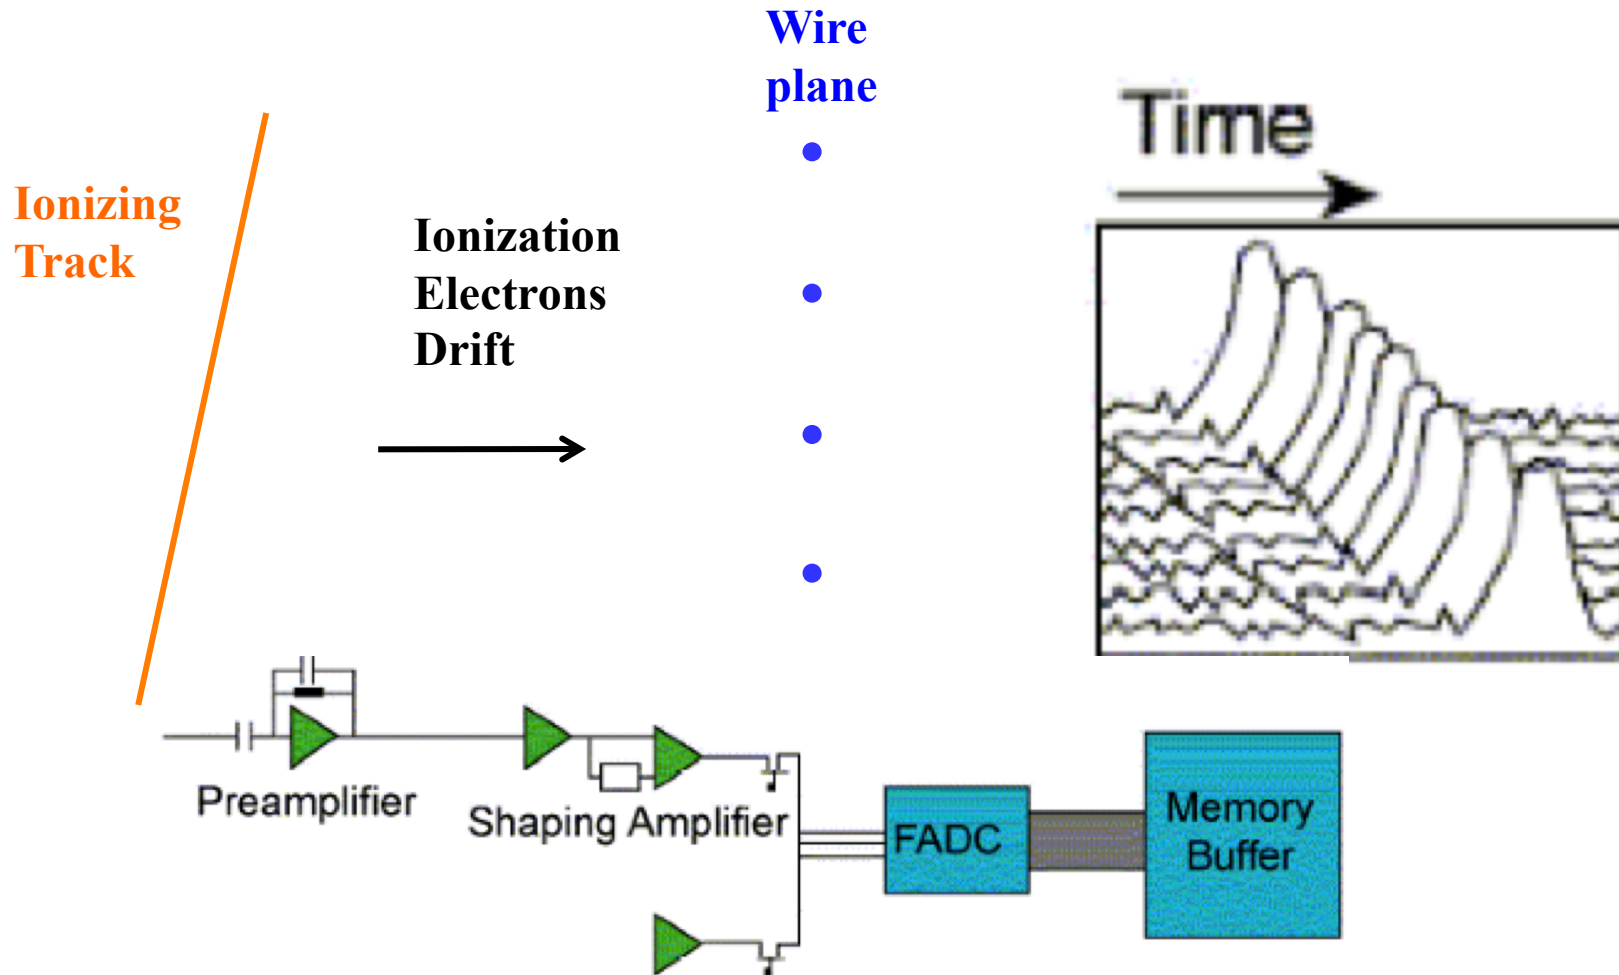 Wire
plane
Time
Ionizing
Track
Ionization
Electrons
Drift
Preamplifier
Shaping Amplifier
FADC
Memory
Buffer